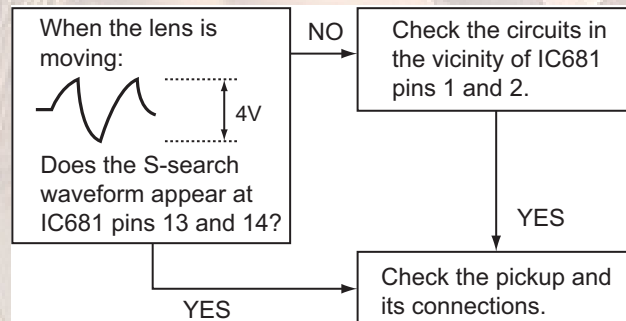 When the lens is
moving:
4V
Does the S-search
waveform appear at
IC681 pins 13 and 14?
NO
Check the circuits in
the vicinity of IC681
pins 1 and 2.
YES
YES
Check the pickup and
its connections.